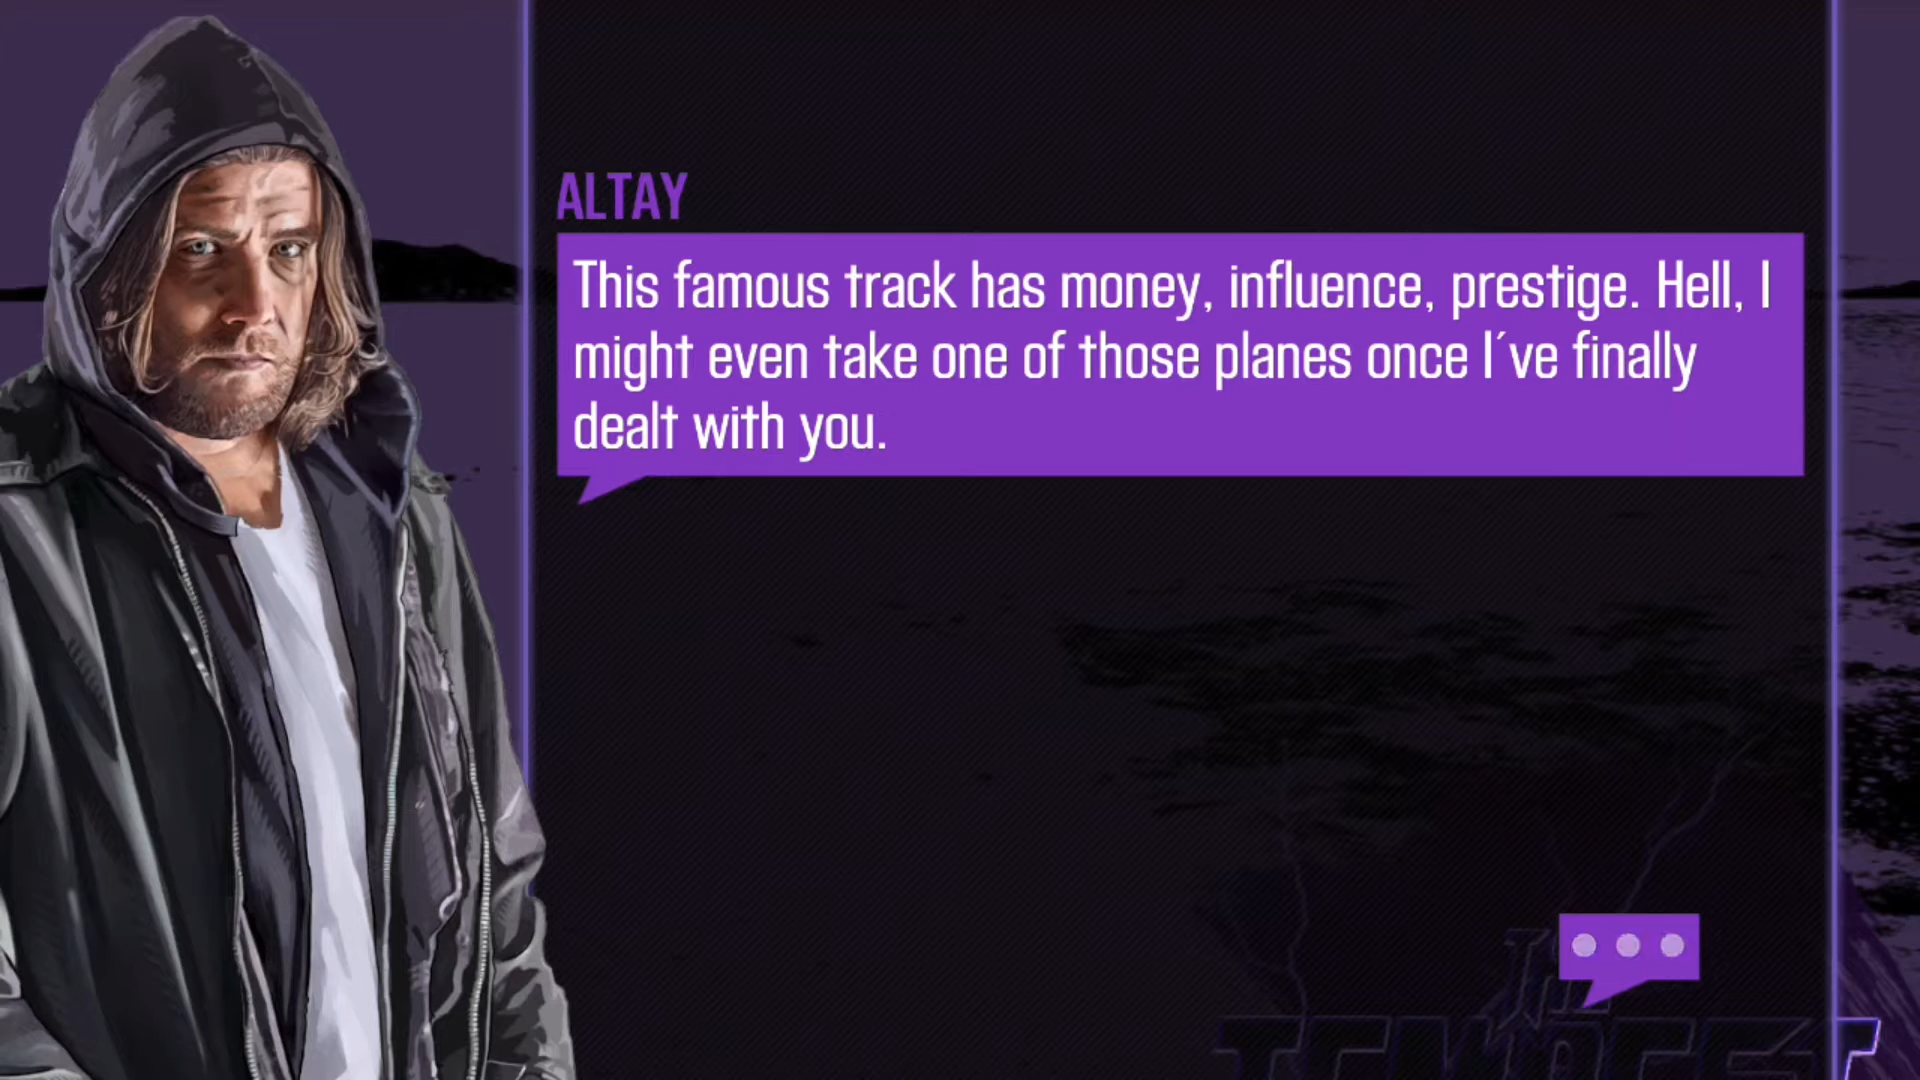 ALTAY
This famous track has money, influence, prestige. Hell, I
might even take one of those planes once I´ve finally
dealt with you.